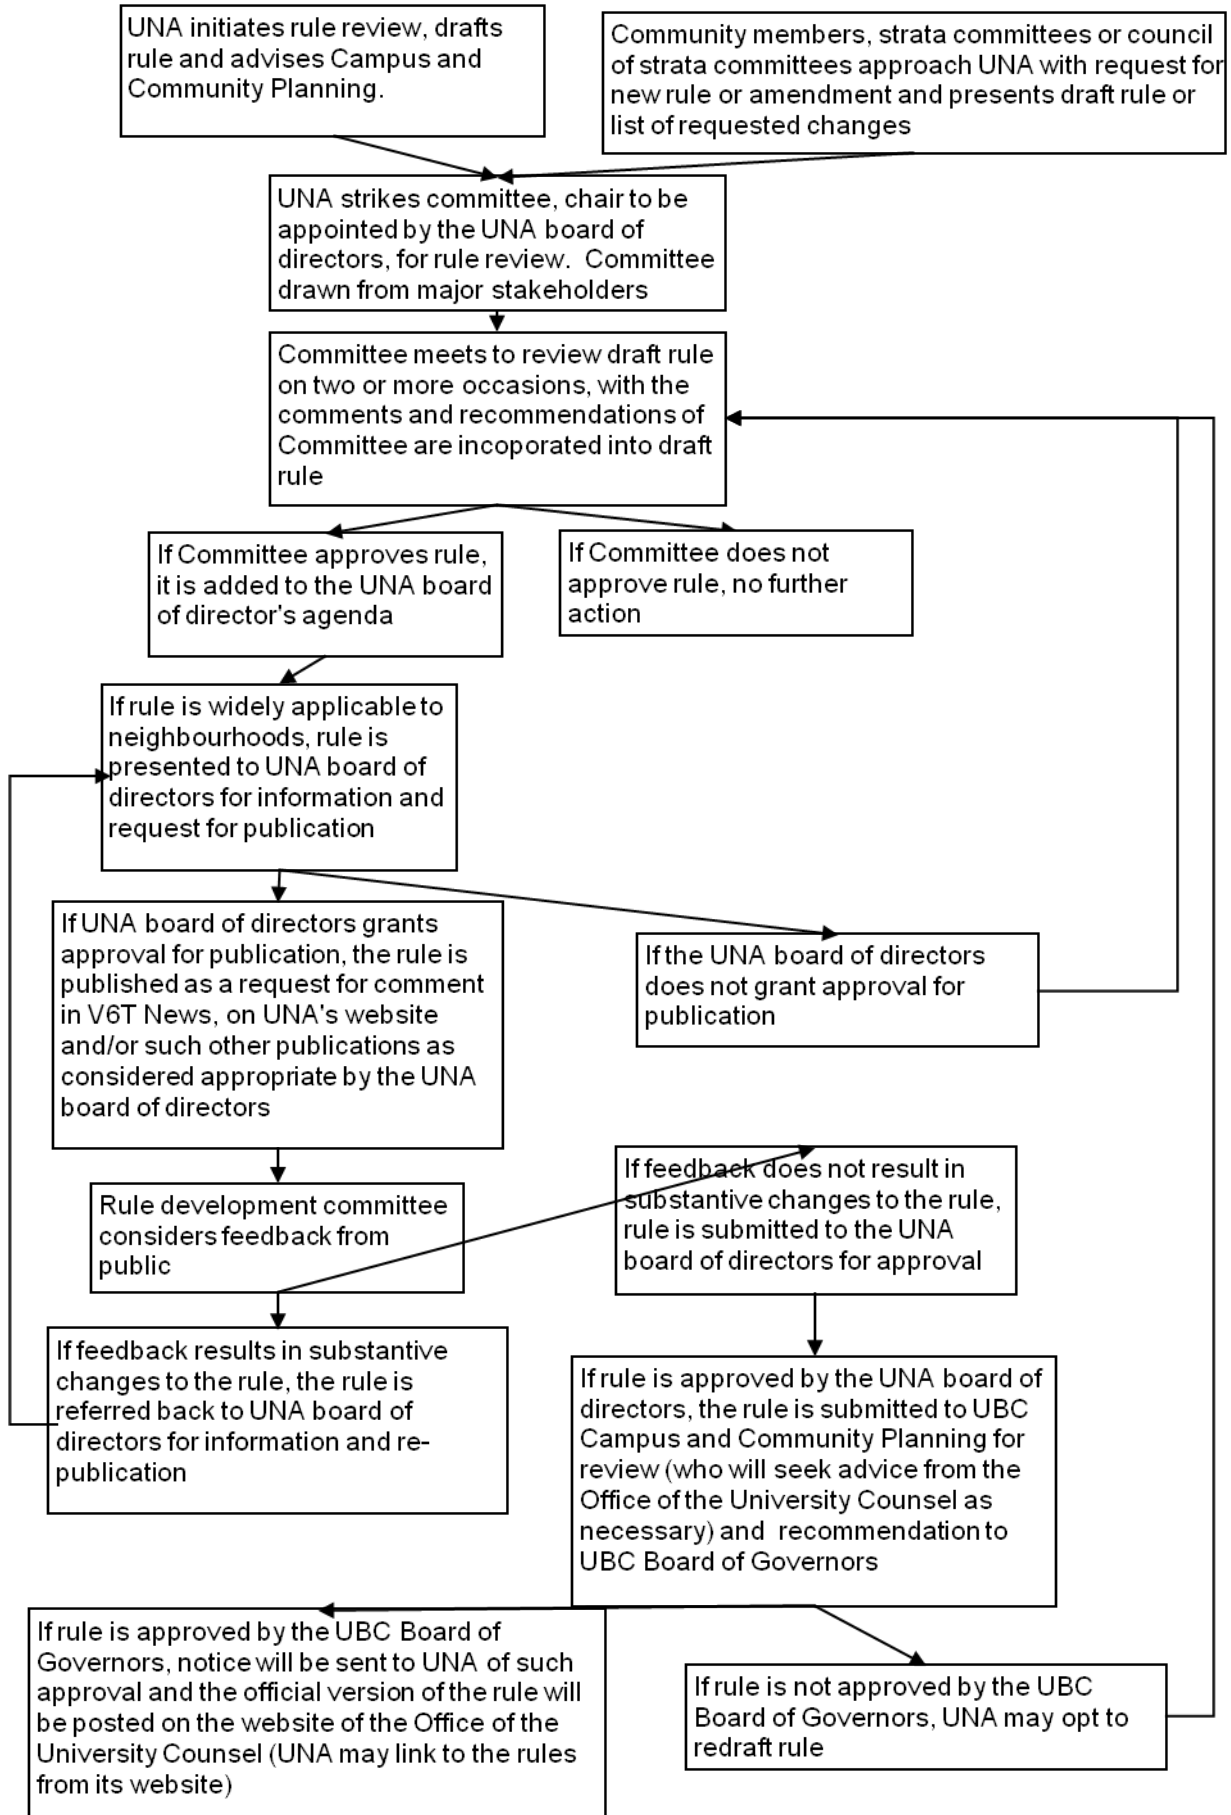 UNA initiates rule review, drafts
rule and advises Campus and
Community Planning.
Community members, strata committees or council
of strata committees approach UNA with request for
new rule or amendment and presents draft rule or
list of requested changes
UNA strikes committee, chair to be
appointed by the UNA board of
directors, for rule review.  Committee
drawn from major stakeholders
Committee meets to review draft rule
on two or more occasions, with the
comments and recommendations of
Committee are incoporated into draft
rule
If Committee approves rule,
it is added to the UNA board
of director's agenda
If Committee does not
approve rule, no further
action
If rule is widely applicable to
neighbourhoods, rule is
presented to UNA board of
directors for information and
request for publication
If UNA board of directors grants
approval for publication, the rule is
published as a request for comment
in V6T News, on UNA's website
and/or such other publications as
considered appropriate by the UNA
board of directors
If the UNA board of directors
does not grant approval for
publication
Rule development committee
considers feedback from
public
If feedback does not result in
substantive changes to the rule,
rule is submitted to the UNA
board of directors for approval
If feedback results in substantive
changes to the rule, the rule is
referred back to UNA board of
directors for information and re-
publication
If rule is approved by the UNA board of
directors, the rule is submitted to UBC
Campus and Community Planning for
review (who will seek advice from the
Office of the University Counsel as
necessary) and  recommendation to
UBC Board of Governors
If rule is approved by the UBC Board of
Governors, notice will be sent to UNA of such
approval and the official version of the rule will
be posted on the website of the Office of the
University Counsel (UNA may link to the rules
from its website)
If rule is not approved by the UBC
Board of Governors, UNA may opt to
redraft rule